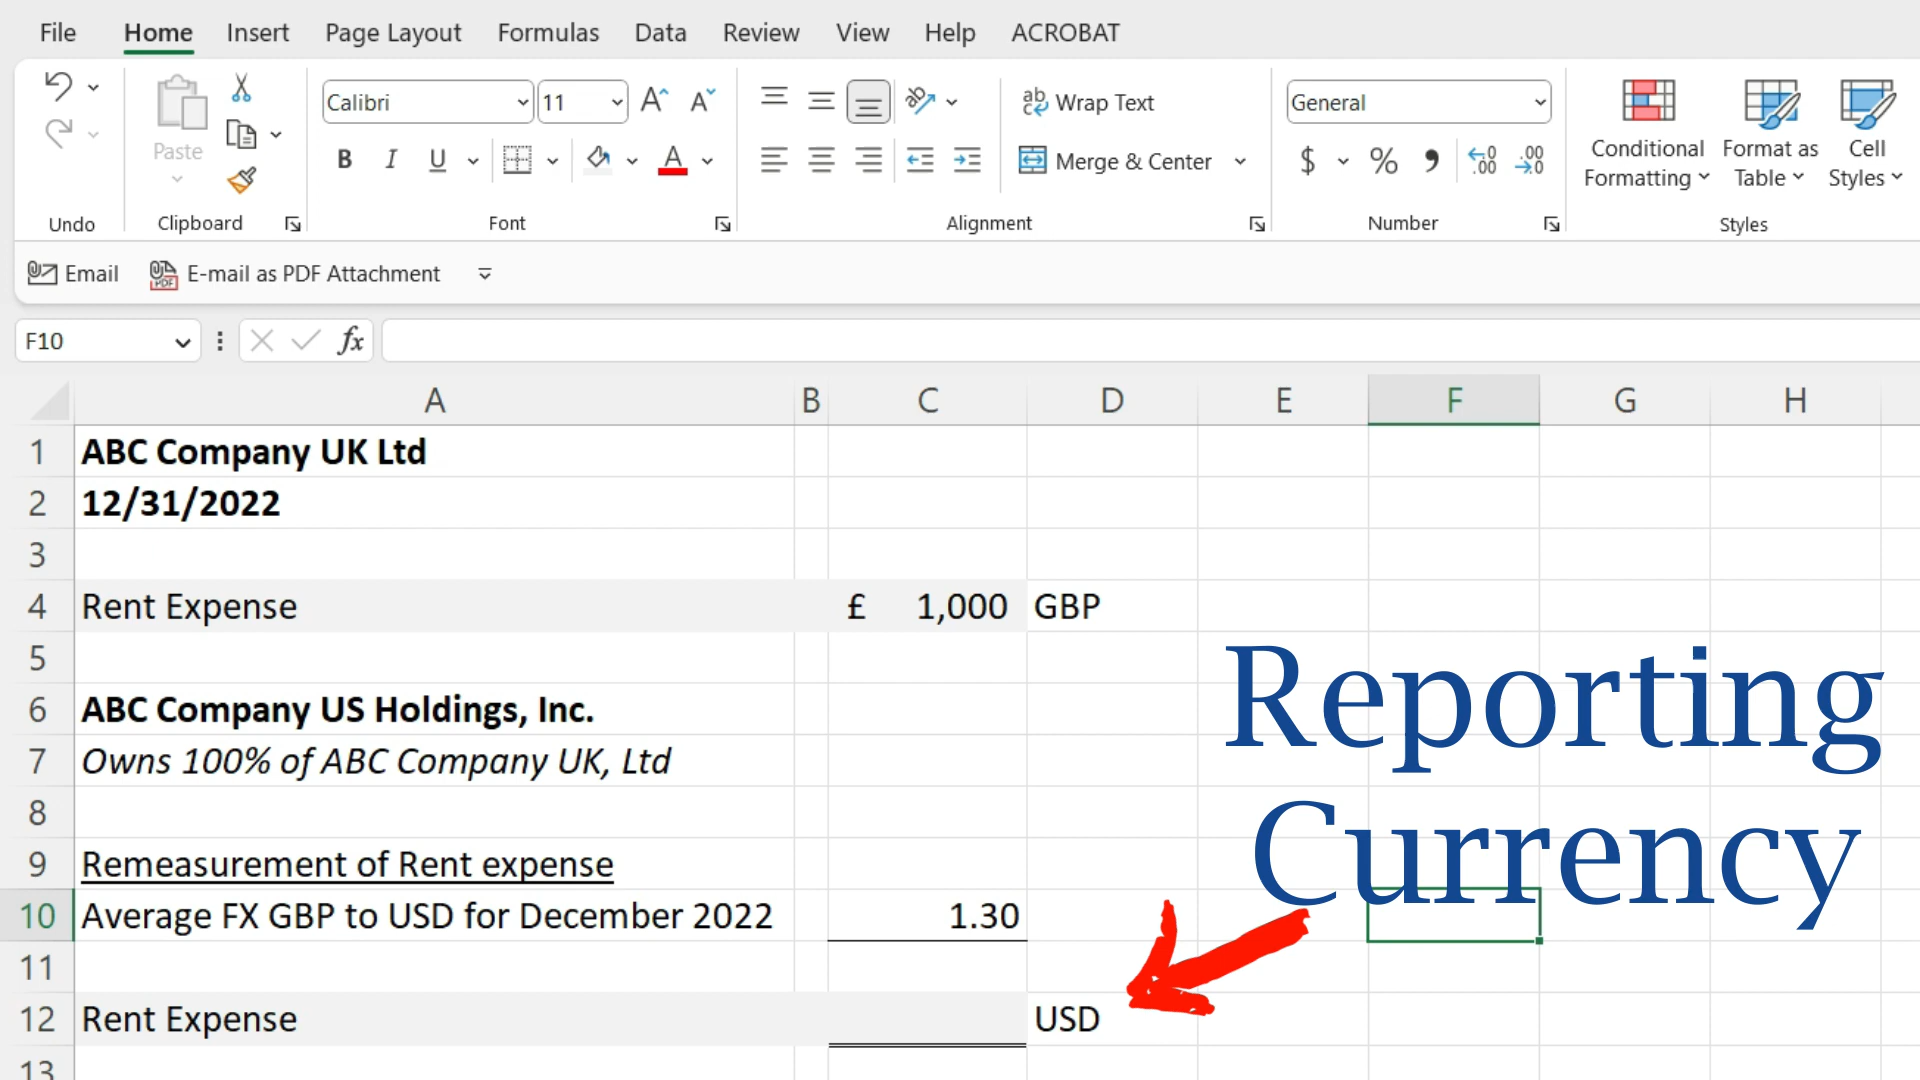 File Home Insert Page Layout Formulas Data Review View Help ACROBAT
Calibri 11 Wrap Text General
Paste B I U A Merge & Center $ % Conditional Formatting Format as Table Cell Styles
Undo Clipboard Font Alignment Number Styles
Email E-mail as PDF Attachment
F10 fx
A B C D E F G H
1 ABC Company UK Ltd
2 12/31/2022
3
4 Rent Expense £ 1,000 GBP
5
6 ABC Company US Holdings, Inc.
7 Owns 100% of ABC Company UK, Ltd
8
9 Remeasurement of Rent expense
10 Average FX GBP to USD for December 2022 1.30
11
12 Rent Expense USD
13
Reporting
Currency